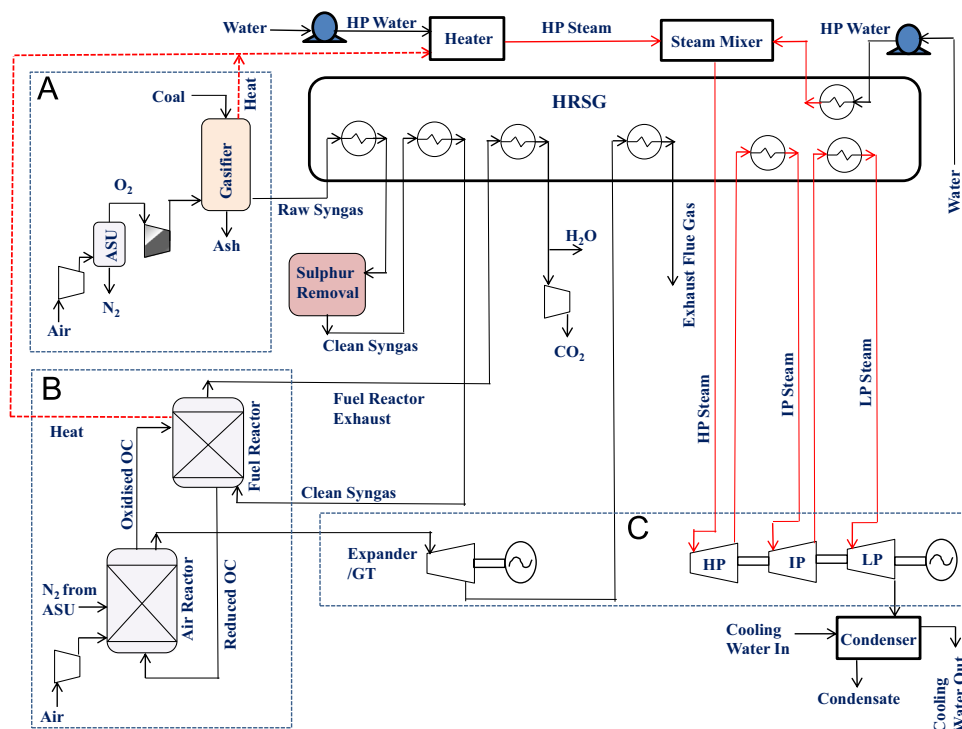 Water
HP Water
Heater
HP Steam
Steam Mixer
HP Water
Water
A
Coal
Heat
Gasifier
O2
ASU
N2
Air
Ash
Raw Syngas
HRSG
Sulphur
Removal
Clean Syngas
H2O
CO2
Exhaust Flue Gas
HP Steam
IP Steam
LP Steam
B
Heat
Fuel Reactor
Exhaust
Fuel Reactor
Oxidised OC
Clean Syngas
Reduced OC
Air Reactor
N2 from
ASU
Air
C
Expander
/GT
HP
IP
LP
Cooling
Water In
Condenser
Condensate
Cooling
Water Out